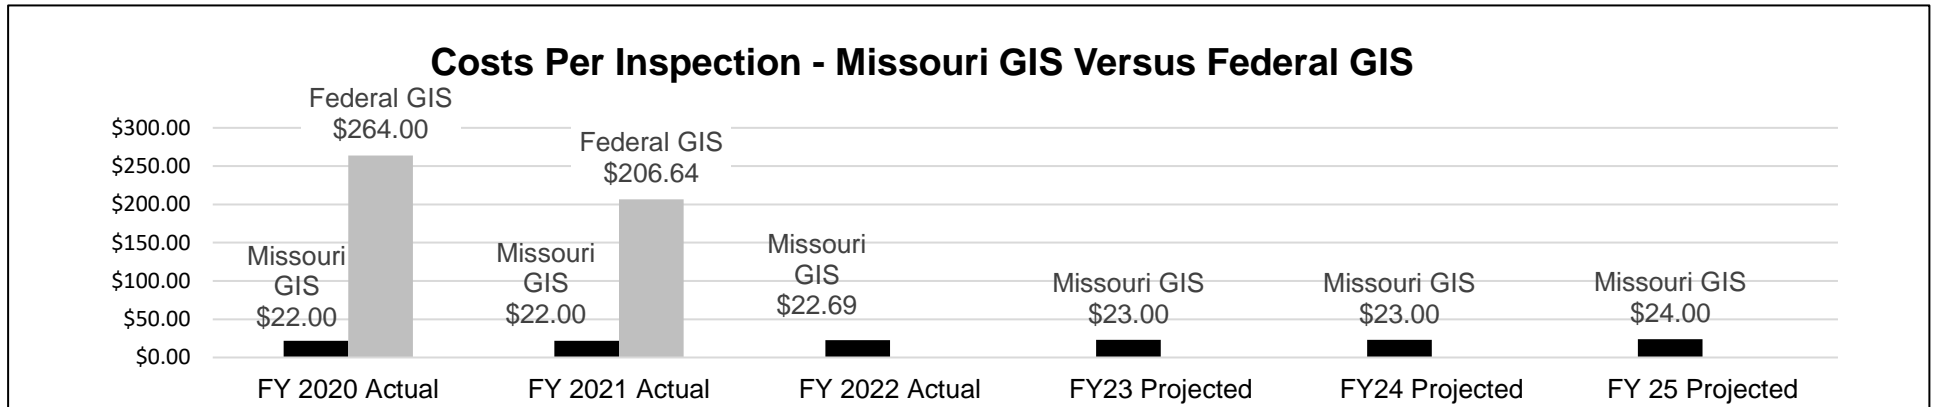 Costs Per Inspection - Missouri GIS Versus Federal GIS
$300.00
$250.00
$200.00
$150.00
$100.00
$50.00
$0.00
Federal GIS
$264.00
Federal GIS
$206.64
Missouri
GIS
$22.00
Missouri
GIS
$22.00
Missouri
GIS
$22.69
Missouri GIS
$23.00
Missouri GIS
$23.00
Missouri GIS
$24.00
FY 2020 Actual
FY 2021 Actual
FY 2022 Actual
FY23 Projected
FY24 Projected
FY 25 Projected